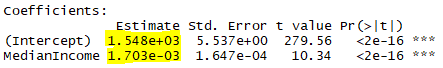 Coefficients:
Estimate Std. Error t value Pr(>|t|)
(Intercept) 1.548e+03 5.537e+00 279.56 <2e-16 ***
MedianIncome 1.703e-03 1.647e-04 10.34 <2e-16 ***